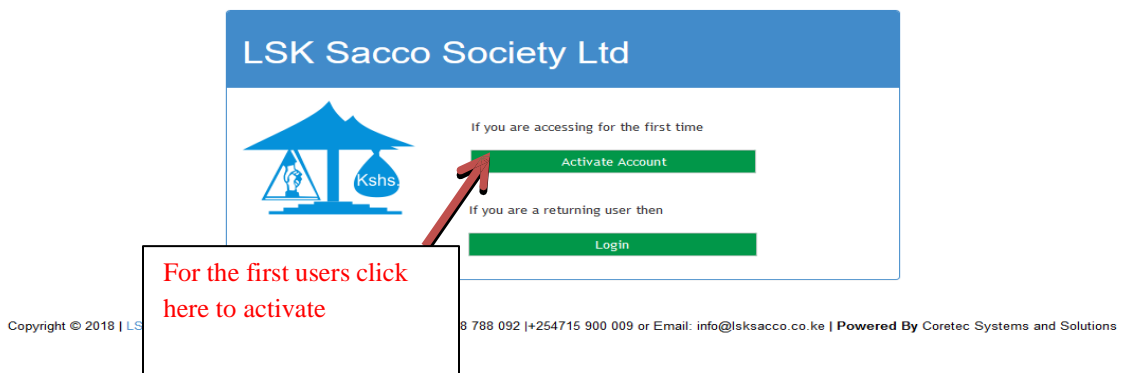 LSK Sacco Society Ltd
If you are accessing for the first time
Activate Account
Kshs.
If you are a returning user then
Login
For the first users click
here to activate
Copyright © 2018 | LS 8 788 092 |+254715 900 009 or Email: info@lsksacco.co.ke | Powered By Coretec Systems and Solutions